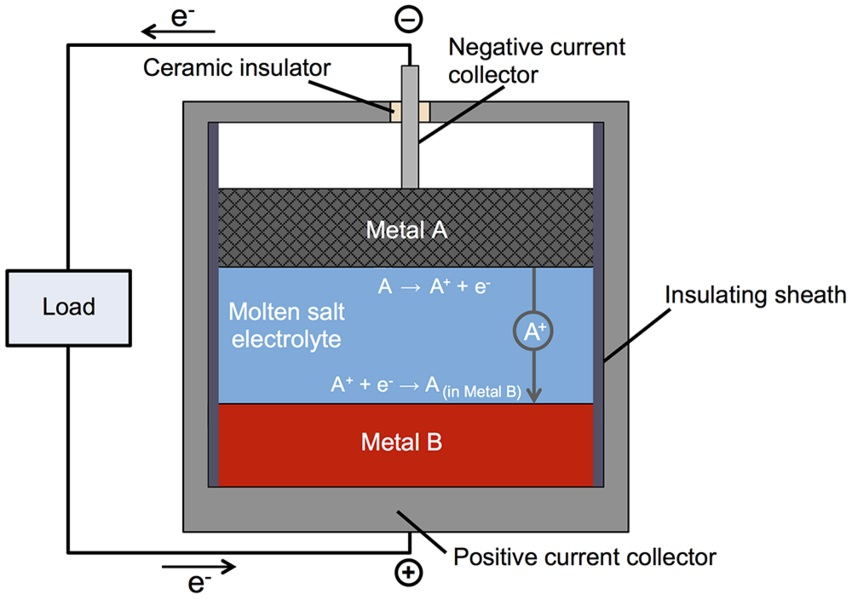 e-
−
Negative current
collector
Ceramic insulator
Metal A
A → A⁺ + e-
Load
Molten salt
electrolyte
A⁺
Insulating sheath
A⁺ + e- → A (in Metal B)
Metal B
Positive current collector
e-
+